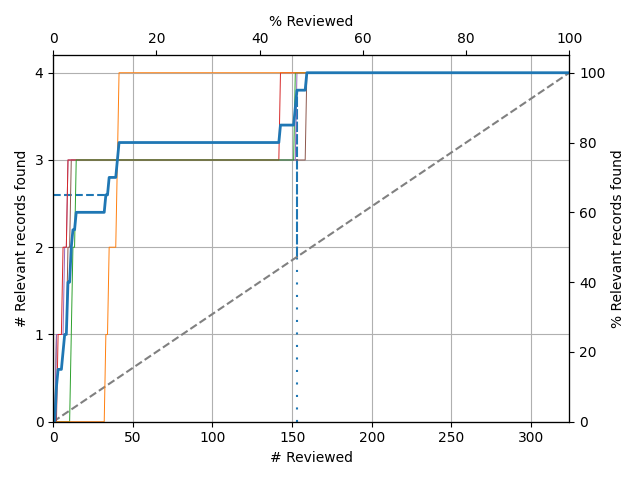 % Reviewed
0 20 40 60 80 100
4 100
80
3
60
2
40
1
20
0 0
0 50 100 150 200 250 300
# Reviewed
# Relevant records found
% Relevant records found